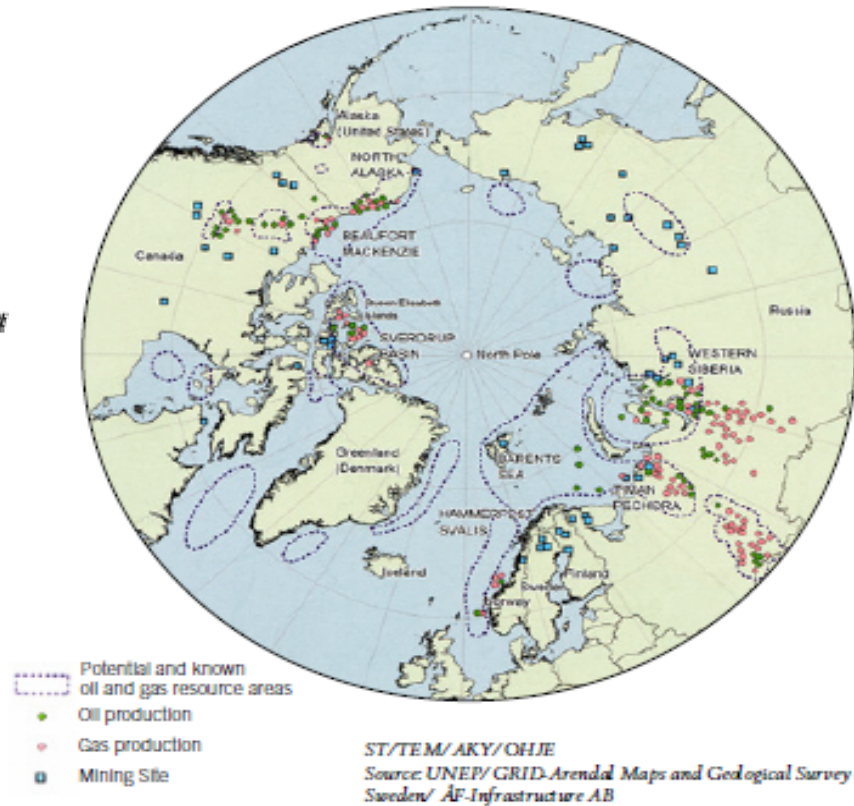 Alaska
(United States)
NORTH
ALASKA
BEAUFORT
MACKENZIE
Canada
Queen Elizabeth
Islands
SVERDRUP
BASIN
North Pole
Russia
WESTERN
SIBERIA
Greenland
(Denmark)
BARENTS
SEA
TIMAN
PECHORA
HAMMERFEST
SVALIS
Iceland
Finland
Sweden
Norway
Potential and known
oil and gas resource areas
Oil production
Gas production
Mining Site
ST/TEM/AKY/OHJE
Source: UNEP/GRID-Arendal Maps and Geological Survey
Sweden/ ÅF-Infrastructure AB